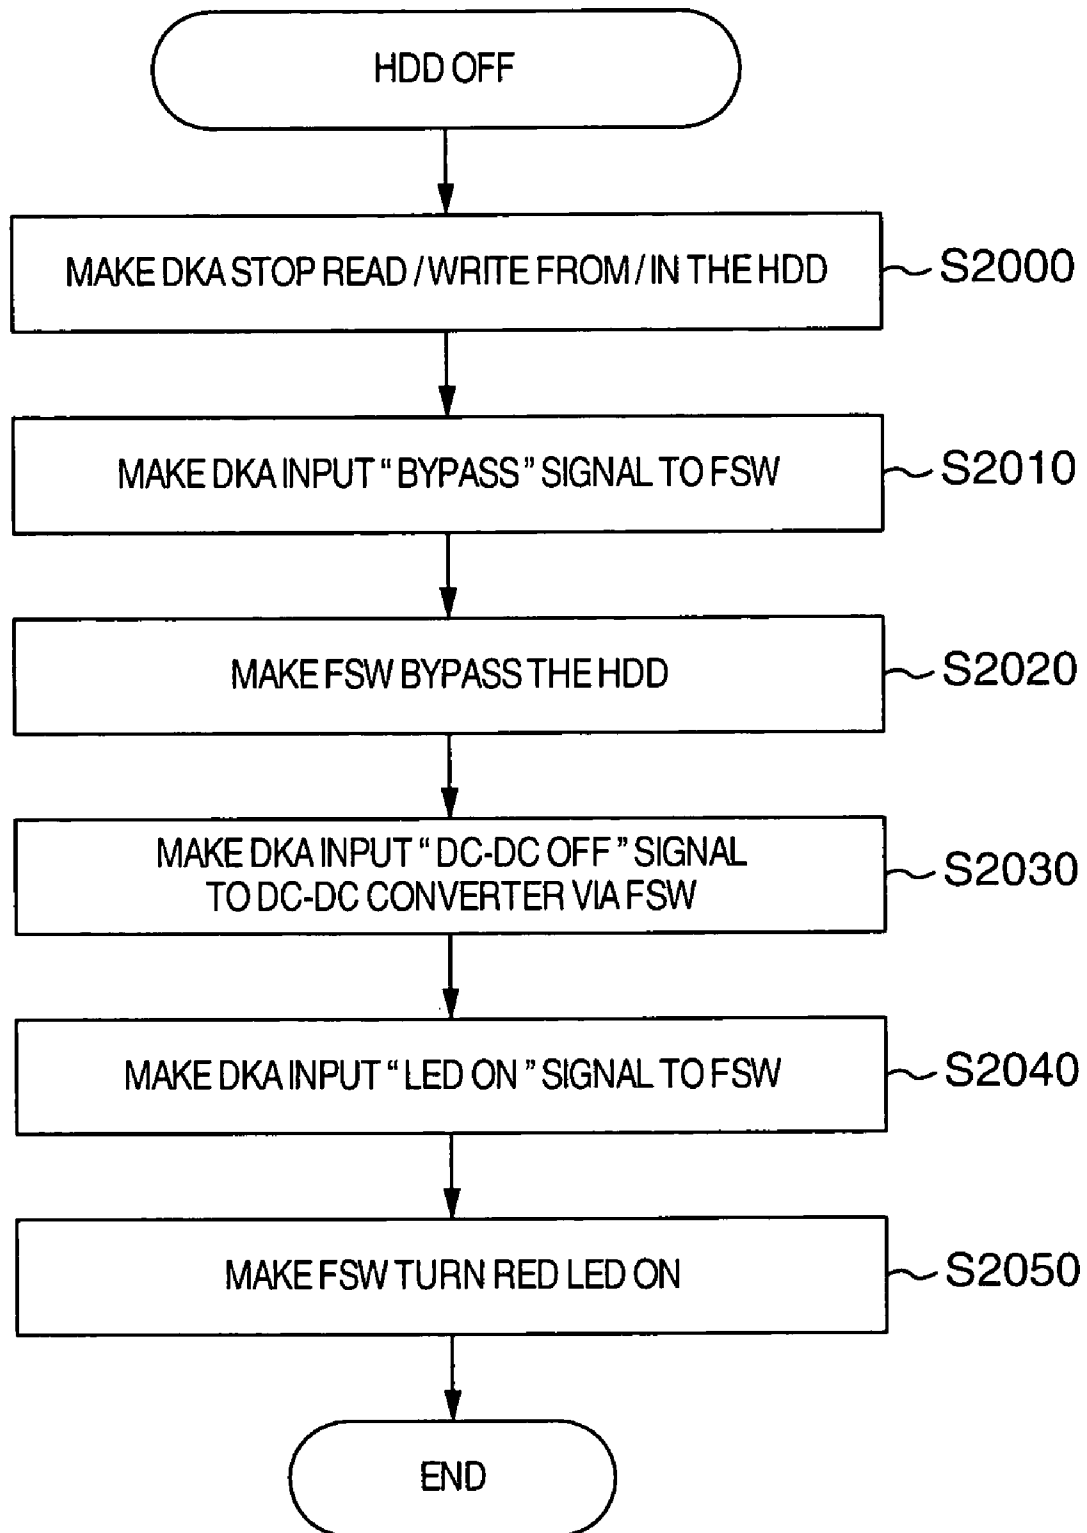 HDD OFF
MAKE DKA STOP READ / WRITE FROM / IN THE HDD
S2000
MAKE DKA INPUT “ BYPASS ” SIGNAL TO FSW
S2010
MAKE FSW BYPASS THE HDD
S2020
MAKE DKA INPUT “ DC-DC OFF ” SIGNAL
TO DC-DC CONVERTER VIA FSW
S2030
MAKE DKA INPUT “ LED ON ” SIGNAL TO FSW
S2040
MAKE FSW TURN RED LED ON
S2050
END